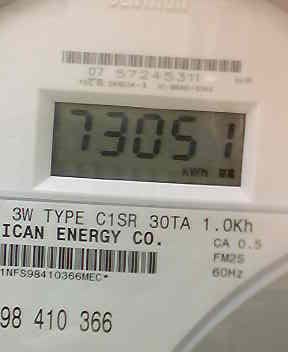 07 57245311
73051
KWH
3W TYPE C1SR 30TA 1.0Kh
ICAN ENERGY CO.
CA 0.5
FM2S
60Hz
1NFS98410366MEC*
98 410 366